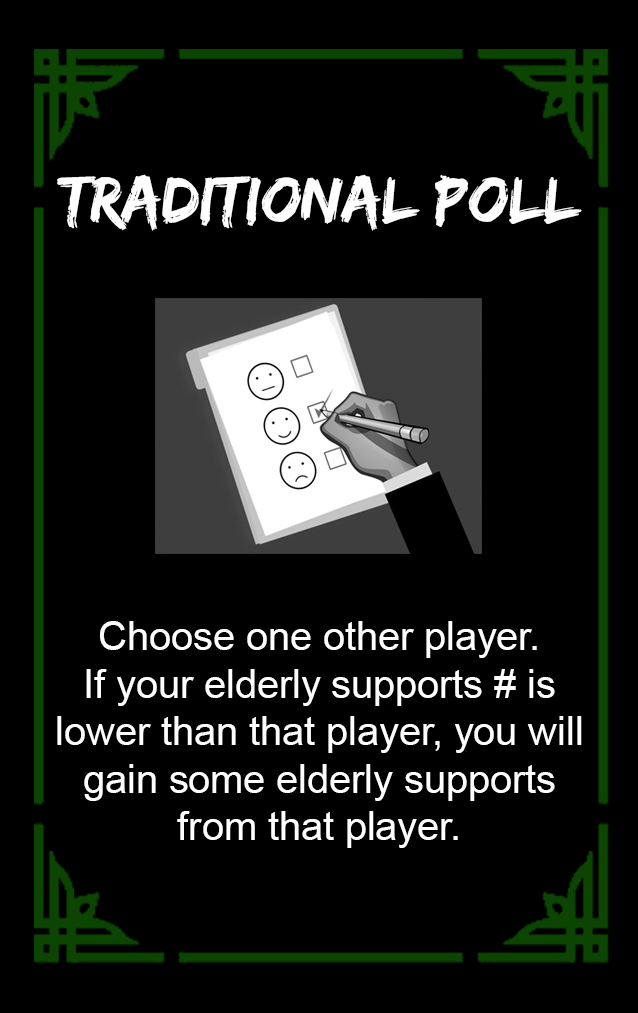 TRADITIONAL POLL
Choose one other player.
If your elderly supports # is
lower than that player, you will
gain some elderly supports
from that player.